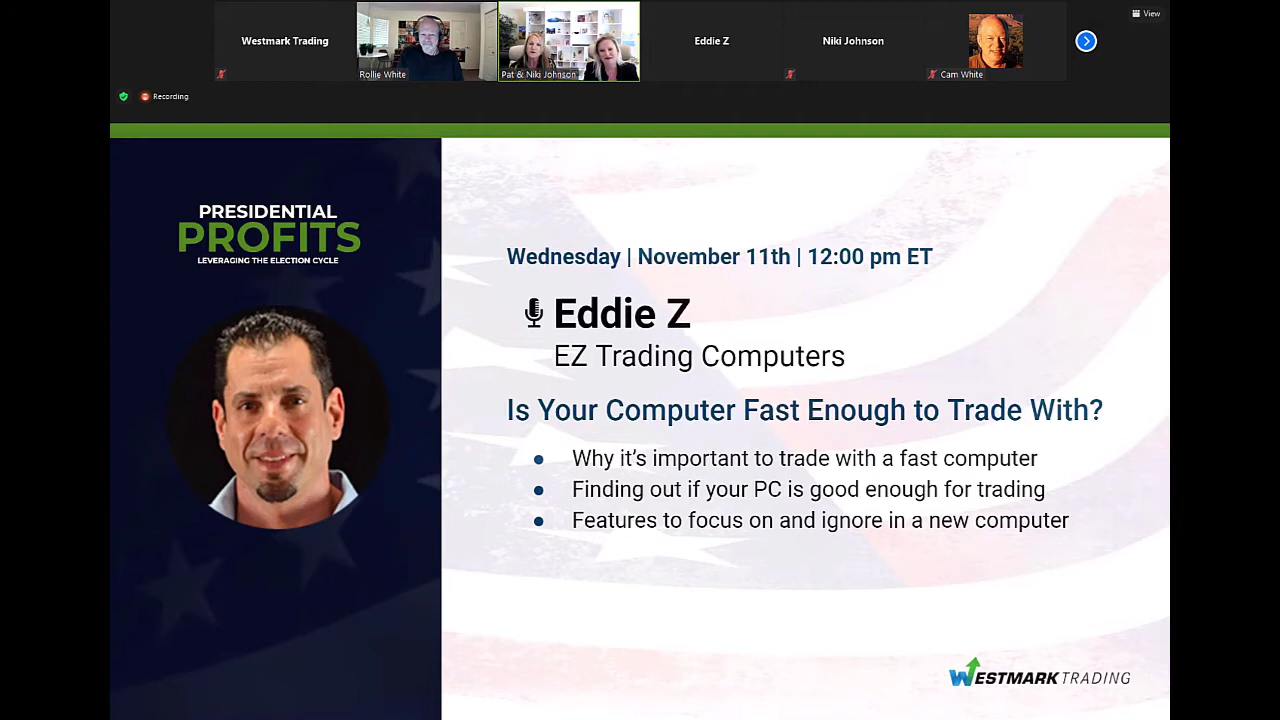 View
Westmark Trading
Eddie Z
Niki Johnson
Rollie White
Pat & Niki Johnson
Cam White
Recording
PRESIDENTIAL
PROFITS
LEVERAGING THE ELECTION CYCLE
Wednesday | November 11th | 12:00 pm ET
Eddie Z
EZ Trading Computers
Is Your Computer Fast Enough to Trade With?
● Why it's important to trade with a fast computer
● Finding out if your PC is good enough for trading
● Features to focus on and ignore in a new computer
WESTMARK TRADING